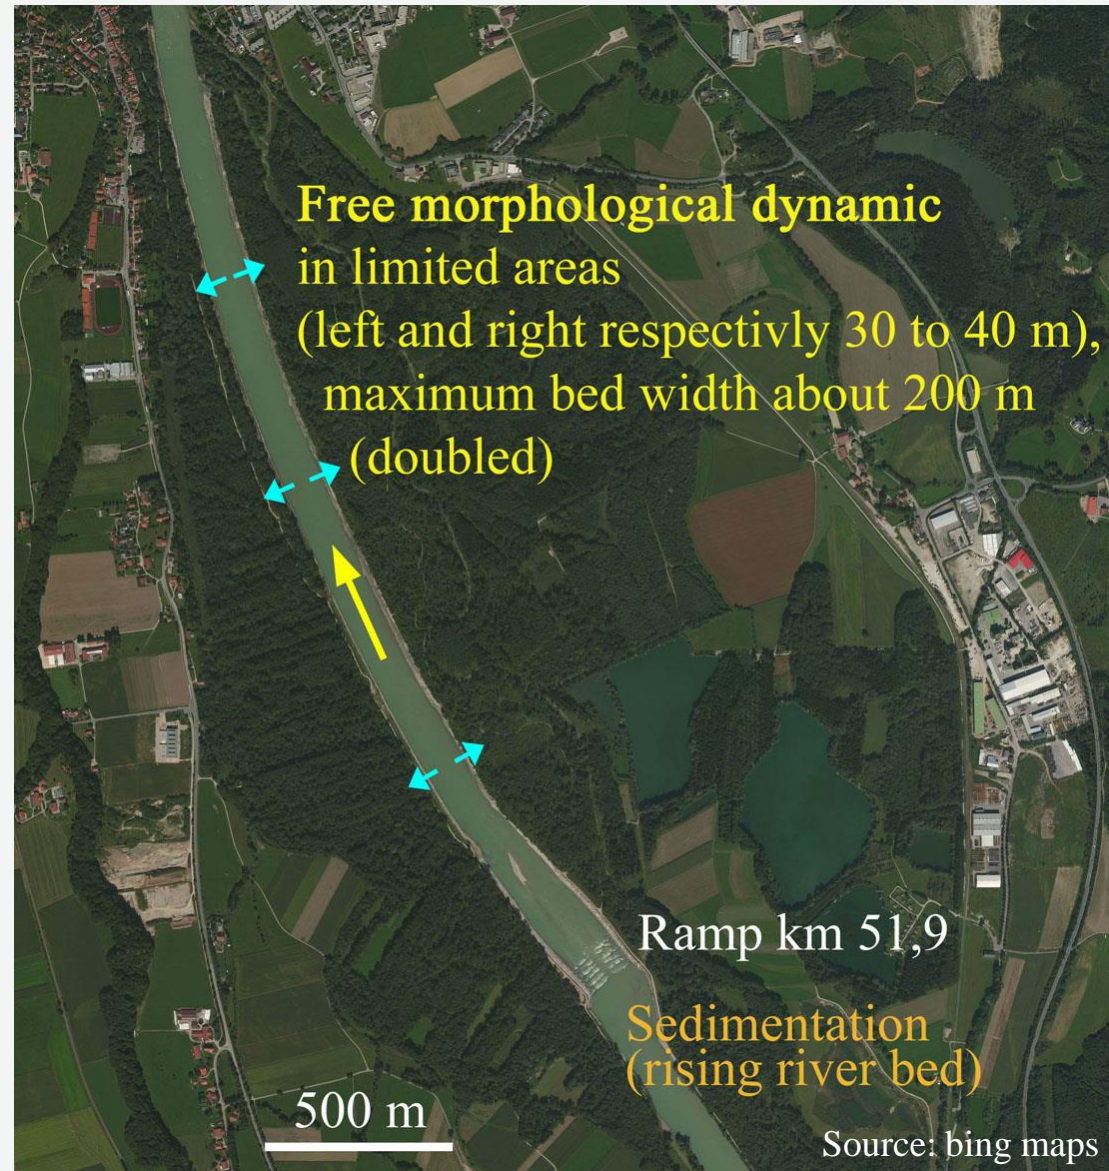 Free morphological dynamic
in limited areas
(left and right respectivly 30 to 40 m),
maximum bed width about 200 m
(doubled)
Ramp km 51,9
Sedimentation
(rising river bed)
500 m
Source: bing maps